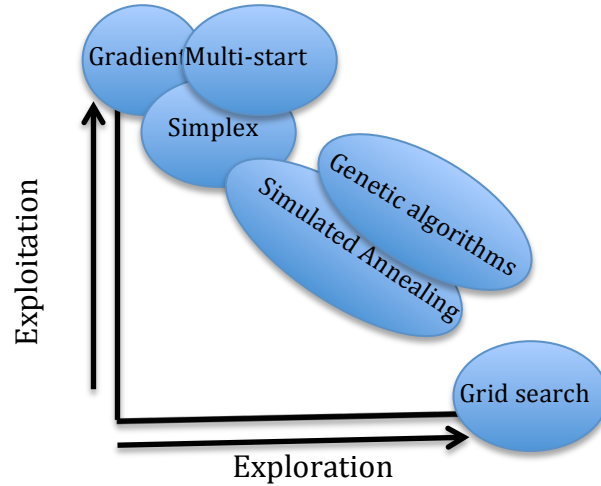 Gradient
Multi-start
Simplex
Genetic algorithms
Simulated Annealing
Exploitation
Grid search
Exploration